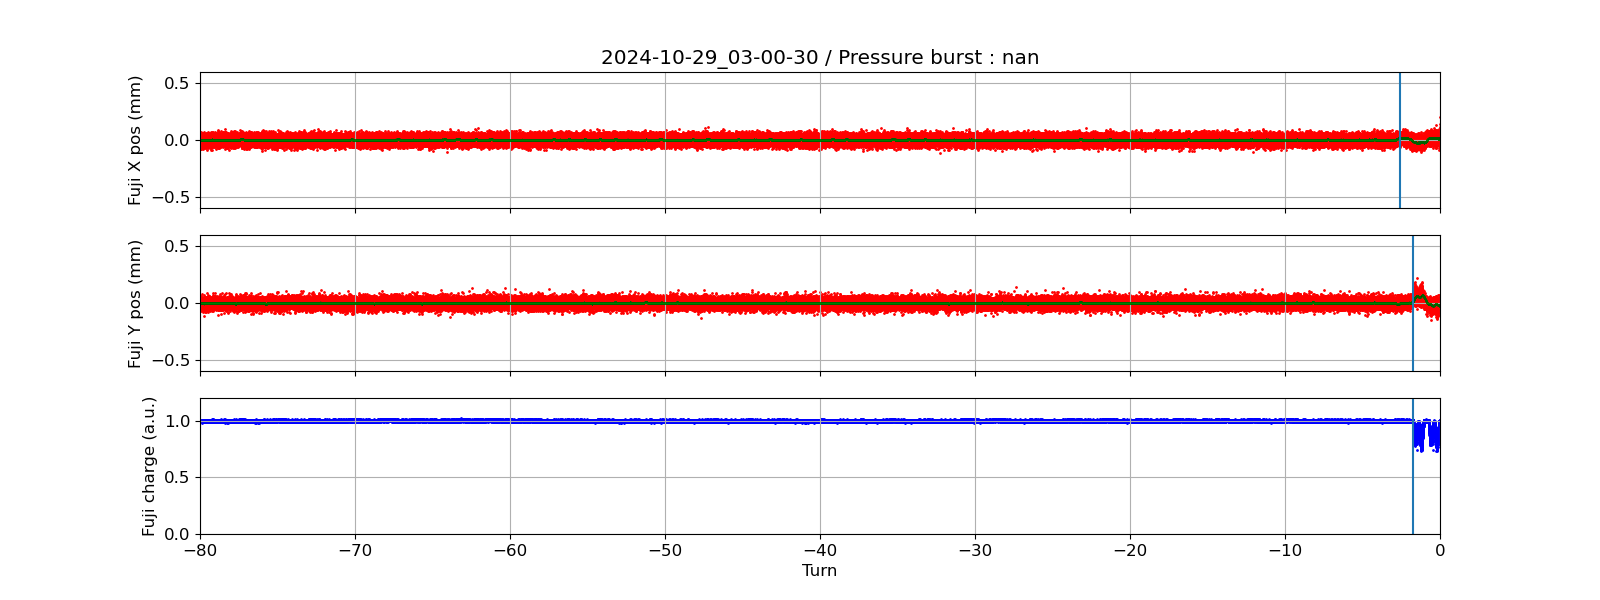 2024-10-29_03-00-30 / Pressure burst : nan
Fuji X pos (mm)
0.5
0.0
−0.5
Fuji Y pos (mm)
0.5
0.0
−0.5
Fuji charge (a.u.)
1.0
0.5
0.0
−80 −70 −60 −50 −40 −30 −20 −10 0
Turn